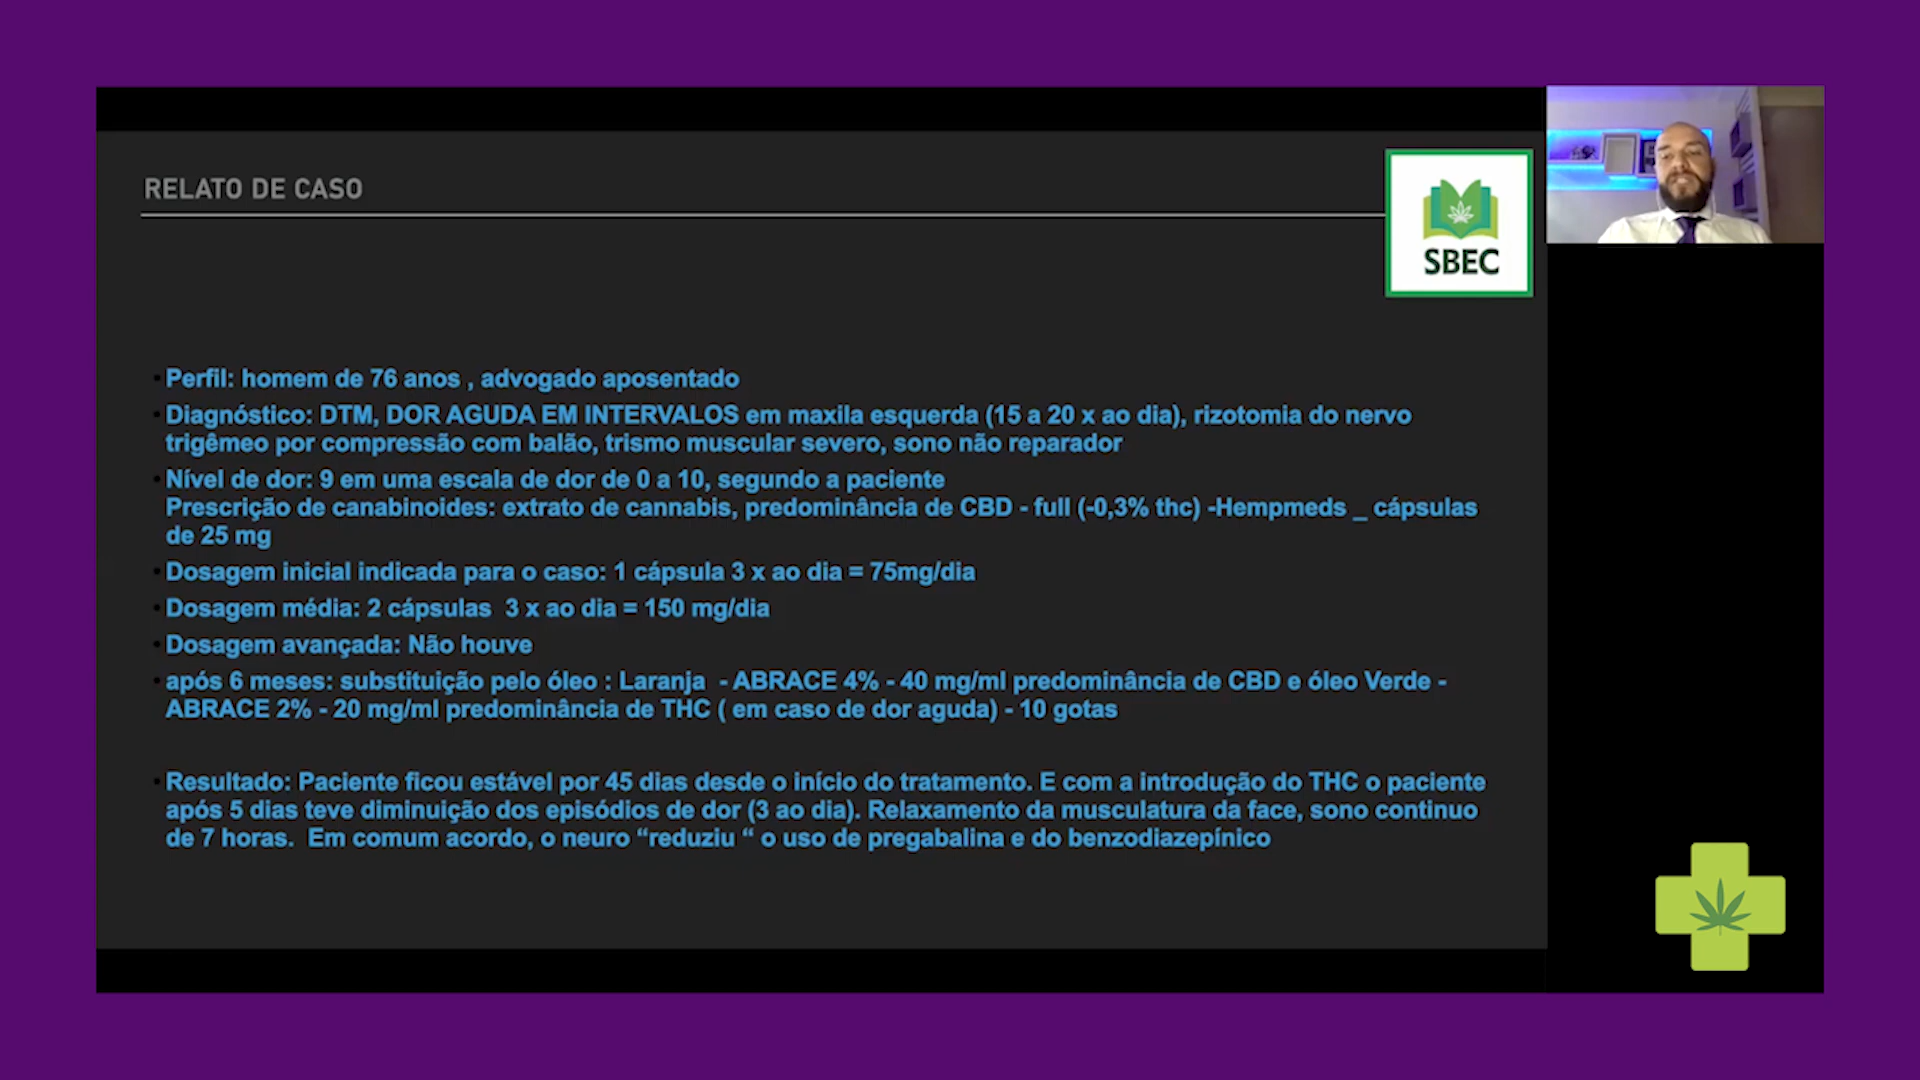 RELATO DE CASO
SBEC
Perfil: homem de 76 anos , advogado aposentado
Diagnóstico: DTM, DOR AGUDA EM INTERVALOS em maxila esquerda (15 a 20 x ao dia), rizotomia do nervo
trigêmeo por compressão com balão, trismo muscular severo, sono não reparador
Nível de dor: 9 em uma escala de dor de 0 a 10, segundo a paciente
Prescrição de canabinoides: extrato de cannabis, predominância de CBD - full (-0,3% thc) -Hempmeds _ cápsulas
de 25 mg
Dosagem inicial indicada para o caso: 1 cápsula 3 x ao dia = 75mg/dia
Dosagem média: 2 cápsulas  3 x ao dia = 150 mg/dia
Dosagem avançada: Não houve
após 6 meses: substituição pelo óleo : Laranja  - ABRACE 4% - 40 mg/ml predominância de CBD e óleo Verde -
ABRACE 2% - 20 mg/ml predominância de THC ( em caso de dor aguda) - 10 gotas
Resultado: Paciente ficou estável por 45 dias desde o início do tratamento. E com a introdução do THC o paciente
após 5 dias teve diminuição dos episódios de dor (3 ao dia). Relaxamento da musculatura da face, sono continuo
de 7 horas.  Em comum acordo, o neuro “reduziu “ o uso de pregabalina e do benzodiazepínico